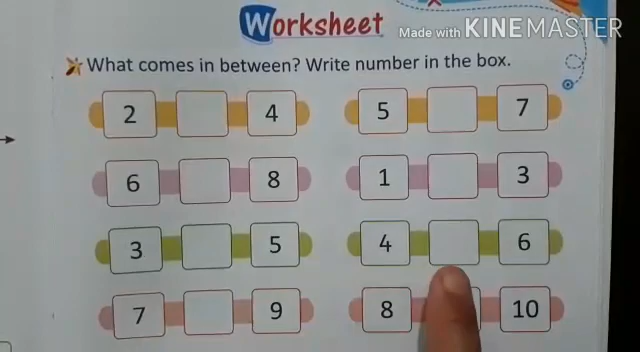 Worksheet
Made with KINEMASTER
What comes in between? Write number in the box.
2 4 5 7
6 8 1 3
3 5 4 6
7 9 8 10